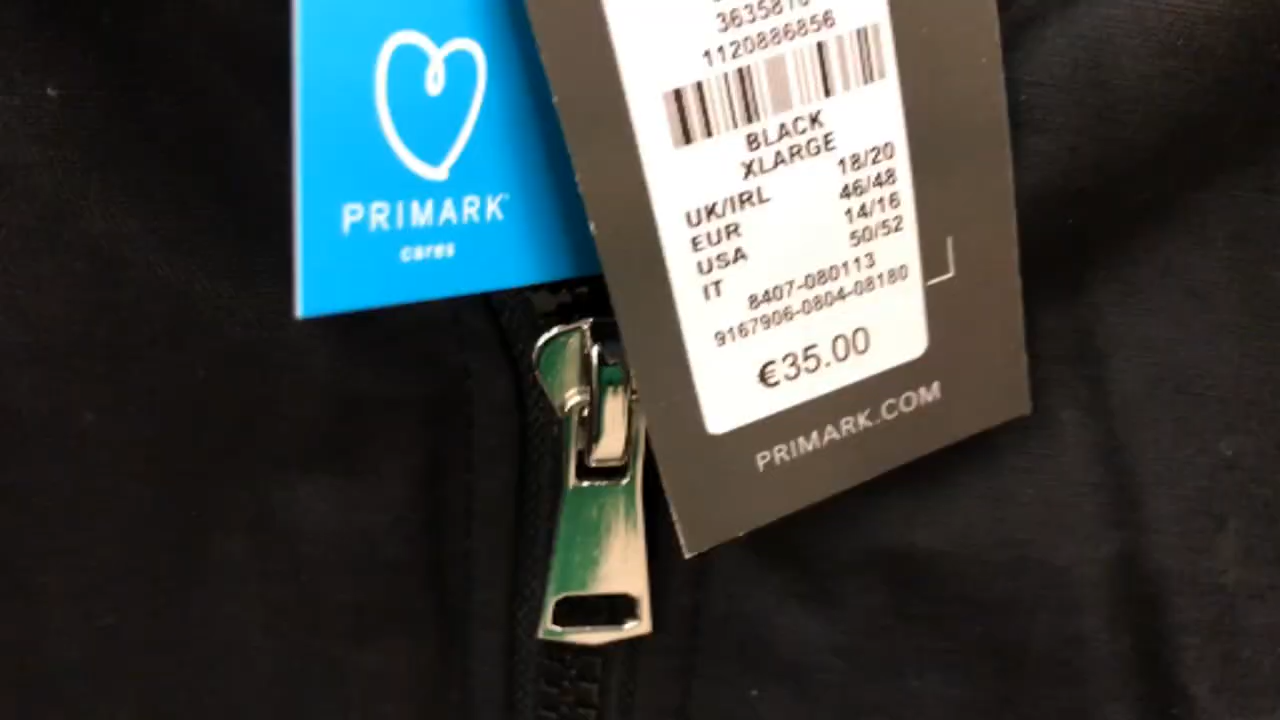 PRIMARK
cares
1120886856
BLACK
XLARGE
UK/IRL 18/20
EUR 46/48
USA 14/16
IT 50/52
8407-080113
9167906-0804-08180
€35.00
PRIMARK.COM